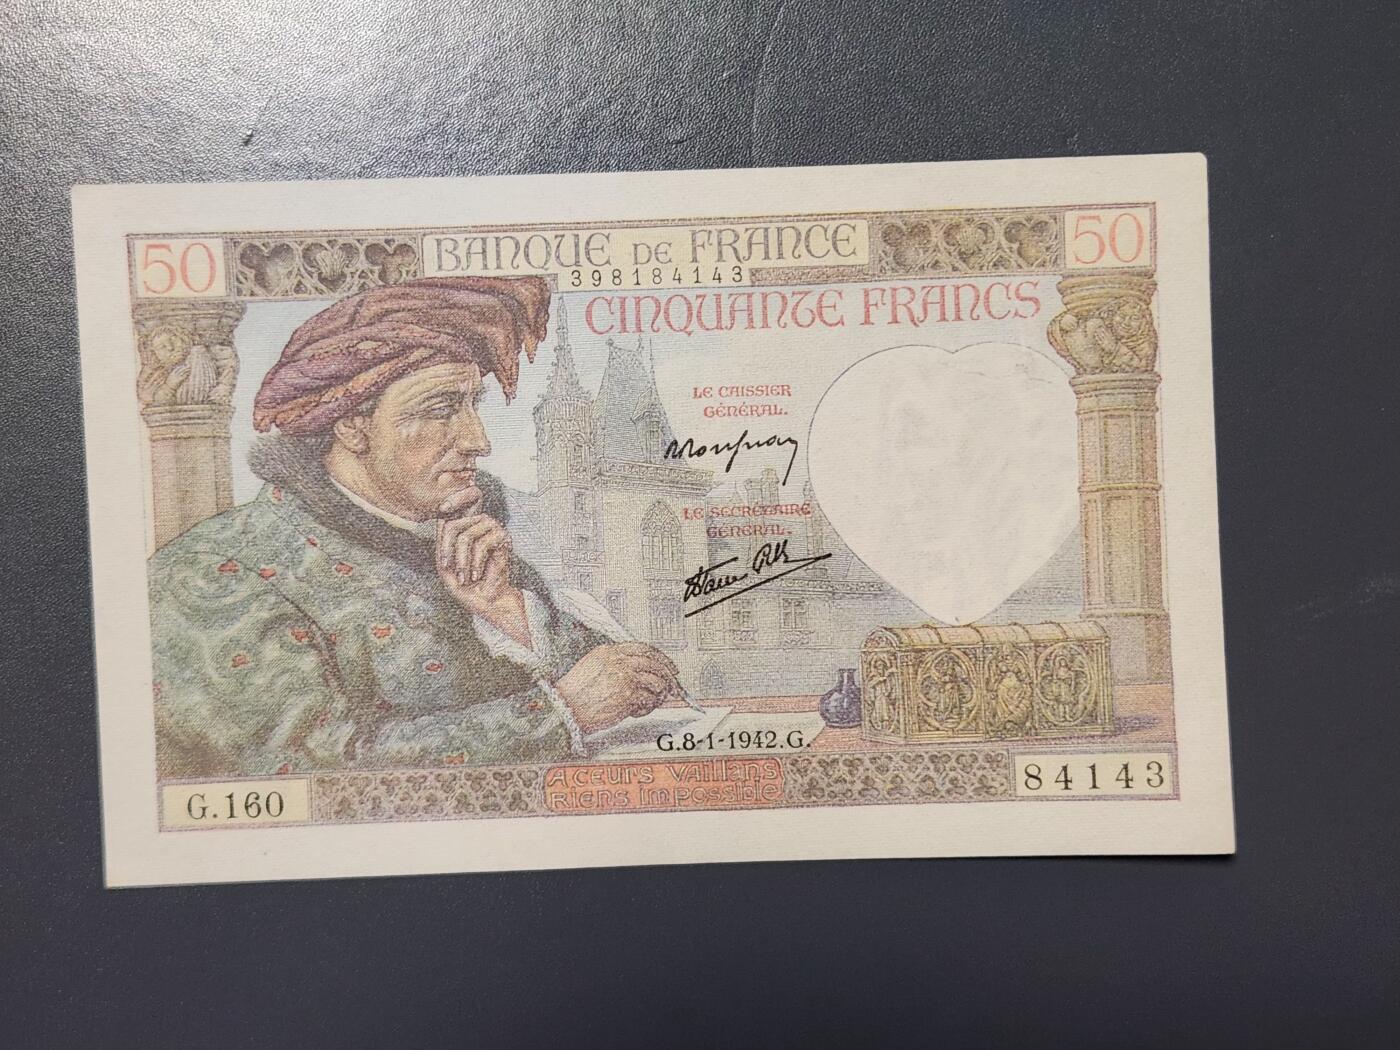 50
BANQUE DE FRANCE
50
398184143
CINQUANTE FRANCS
LE CAISSIER
GÉNÉRAL.
LE SECRÉTAIRE
GÉNÉRAL.
G.8-1-1942.G.
G.160
A CEURS VAILLANS
RIENS IMPOSSIBLE
84143